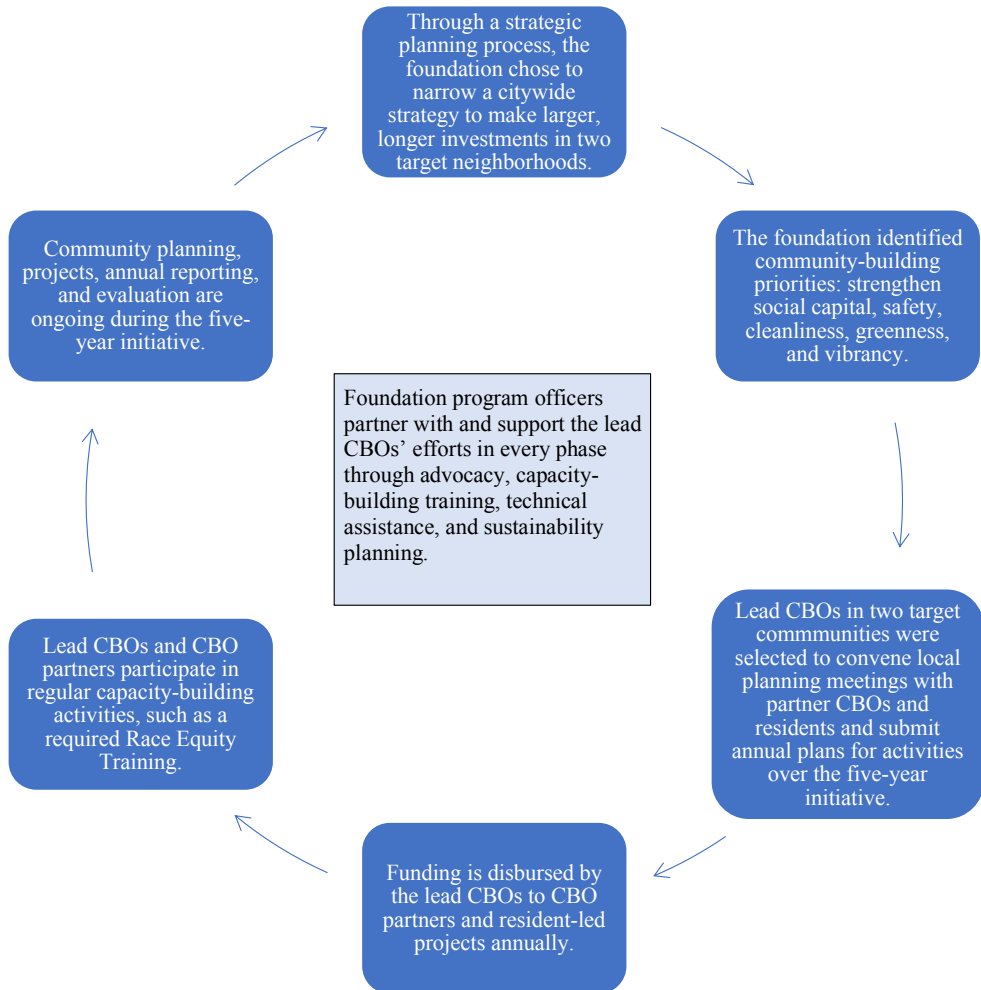 Through a strategic
planning process, the
foundation chose to
narrow a citywide
strategy to make larger,
longer investments in two
target neighborhoods.
The foundation identified
community-building
priorities: strengthen
social capital, safety,
cleanliness, greenness,
and vibrancy.
Lead CBOs in two target
commmunities were
selected to convene local
planning meetings with
partner CBOs and
residents and submit
annual plans for activities
over the five-year
initiative.
Funding is disbursed by
the lead CBOs to CBO
partners and resident-led
projects annually.
Lead CBOs and CBO
partners participate in
regular capacity-building
activities, such as a
required Race Equity
Training.
Community planning,
projects, annual reporting,
and evaluation are
ongoing during the five-
year initiative.
Foundation program officers
partner with and support the lead
CBOs’ efforts in every phase
through advocacy, capacity-
building training, technical
assistance, and sustainability
planning.